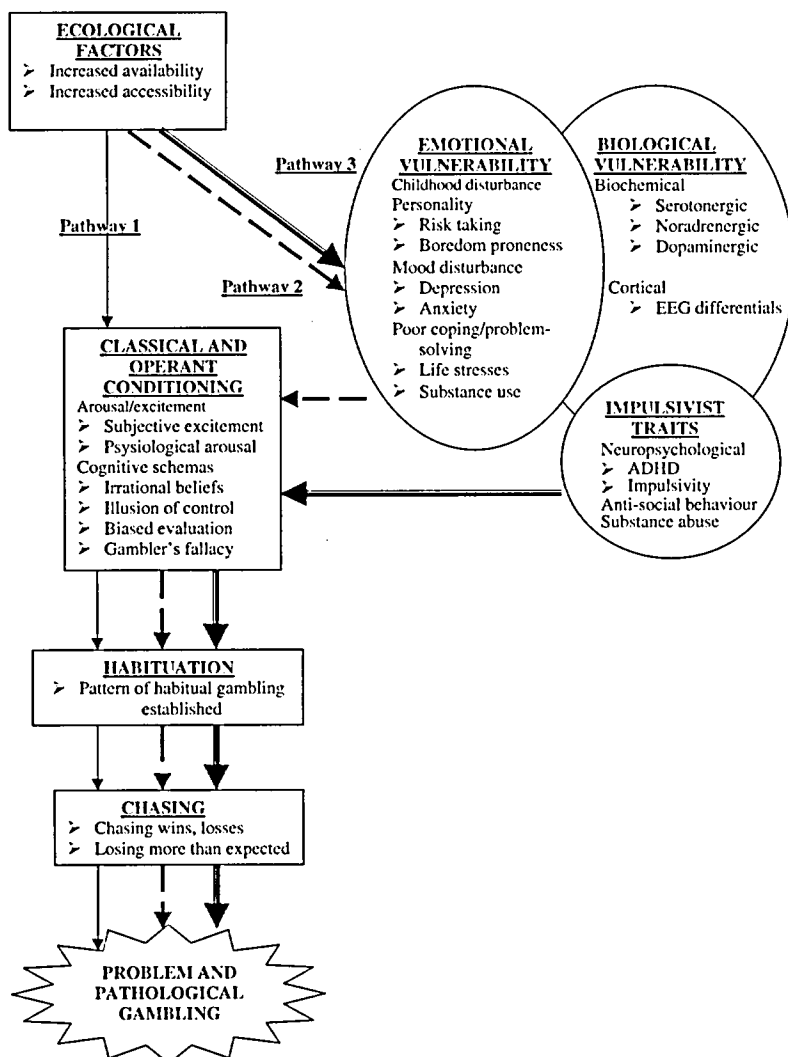 ECOLOGICAL
FACTORS
➢ Increased availability
➢ Increased accessibility
Pathway 1
Pathway 2
Pathway 3
EMOTIONAL
VULNERABILITY
Childhood disturbance
Personality
➢ Risk taking
➢ Boredom proneness
Mood disturbance
➢ Depression
➢ Anxiety
Poor coping/problem-
solving
➢ Life stresses
➢ Substance use
BIOLOGICAL
VULNERABILITY
Biochemical
➢ Serotonergic
➢ Noradrenergic
➢ Dopaminergic
Cortical
➢ EEG differentials
IMPULSIVIST
TRAITS
Neuropsychological
➢ ADHD
➢ Impulsivity
Anti-social behaviour
Substance abuse
CLASSICAL AND
OPERANT
CONDITIONING
Arousal/excitement
➢ Subjective excitement
➢ Psysiological arousal
Cognitive schemas
➢ Irrational beliefs
➢ Illusion of control
➢ Biased evaluation
➢ Gambler's fallacy
HABITUATION
➢ Pattern of habitual gambling
established
CHASING
➢ Chasing wins, losses
➢ Losing more than expected
PROBLEM AND
PATHOLOGICAL
GAMBLING